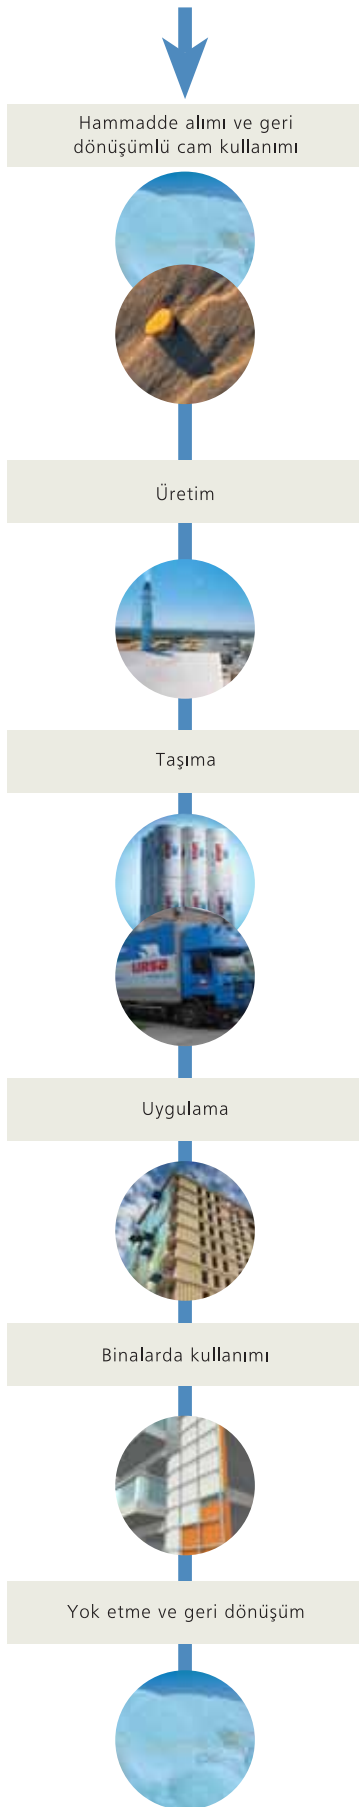 Hammadde alımı ve geri
dönüşümlü cam kullanımı
Üretim
Taşıma
ursa
Uygulama
Binalarda kullanımı
Yok etme ve geri dönüşüm